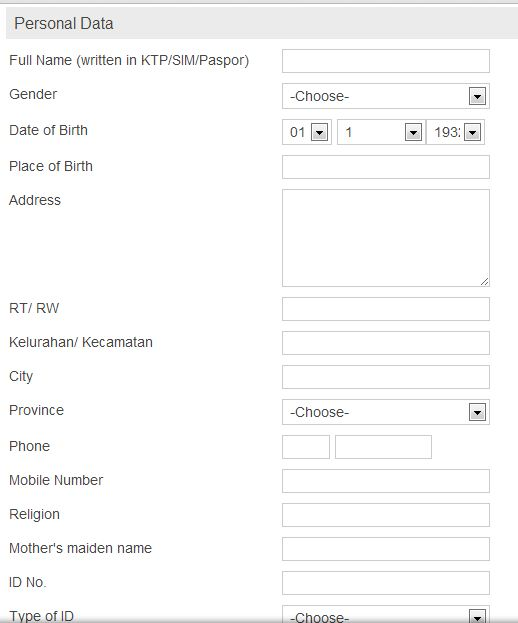 Personal Data
Full Name (written in KTP/SIM/Paspor)
Gender -Choose-
Date of Birth 01 1 193
Place of Birth
Address
RT/ RW
Kelurahan/ Kecamatan
City
Province -Choose-
Phone
Mobile Number
Religion
Mother's maiden name
ID No.
Type of ID -Choose-